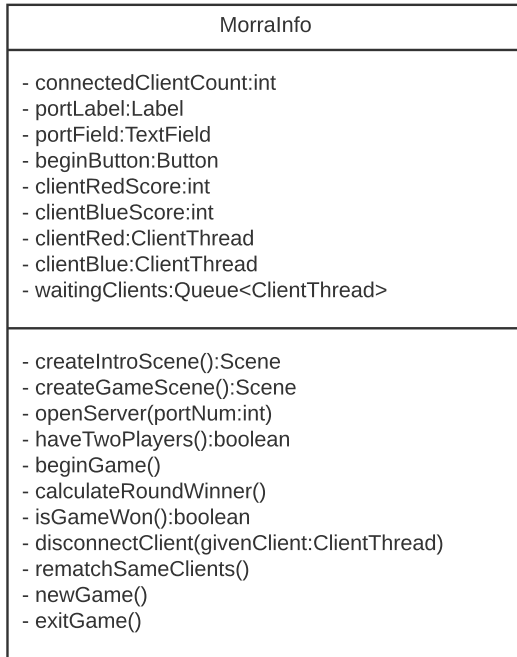 MorraInfo
- connectedClientCount:int
- portLabel:Label
- portField:TextField
- beginButton:Button
- clientRedScore:int
- clientBlueScore:int
- clientRed:ClientThread
- clientBlue:ClientThread
- waitingClients:Queue<ClientThread>
- createIntroScene():Scene
- createGameScene():Scene
- openServer(portNum:int)
- haveTwoPlayers():boolean
- beginGame()
- calculateRoundWinner()
- isGameWon():boolean
- disconnectClient(givenClient:ClientThread)
- rematchSameClients()
- newGame()
- exitGame()